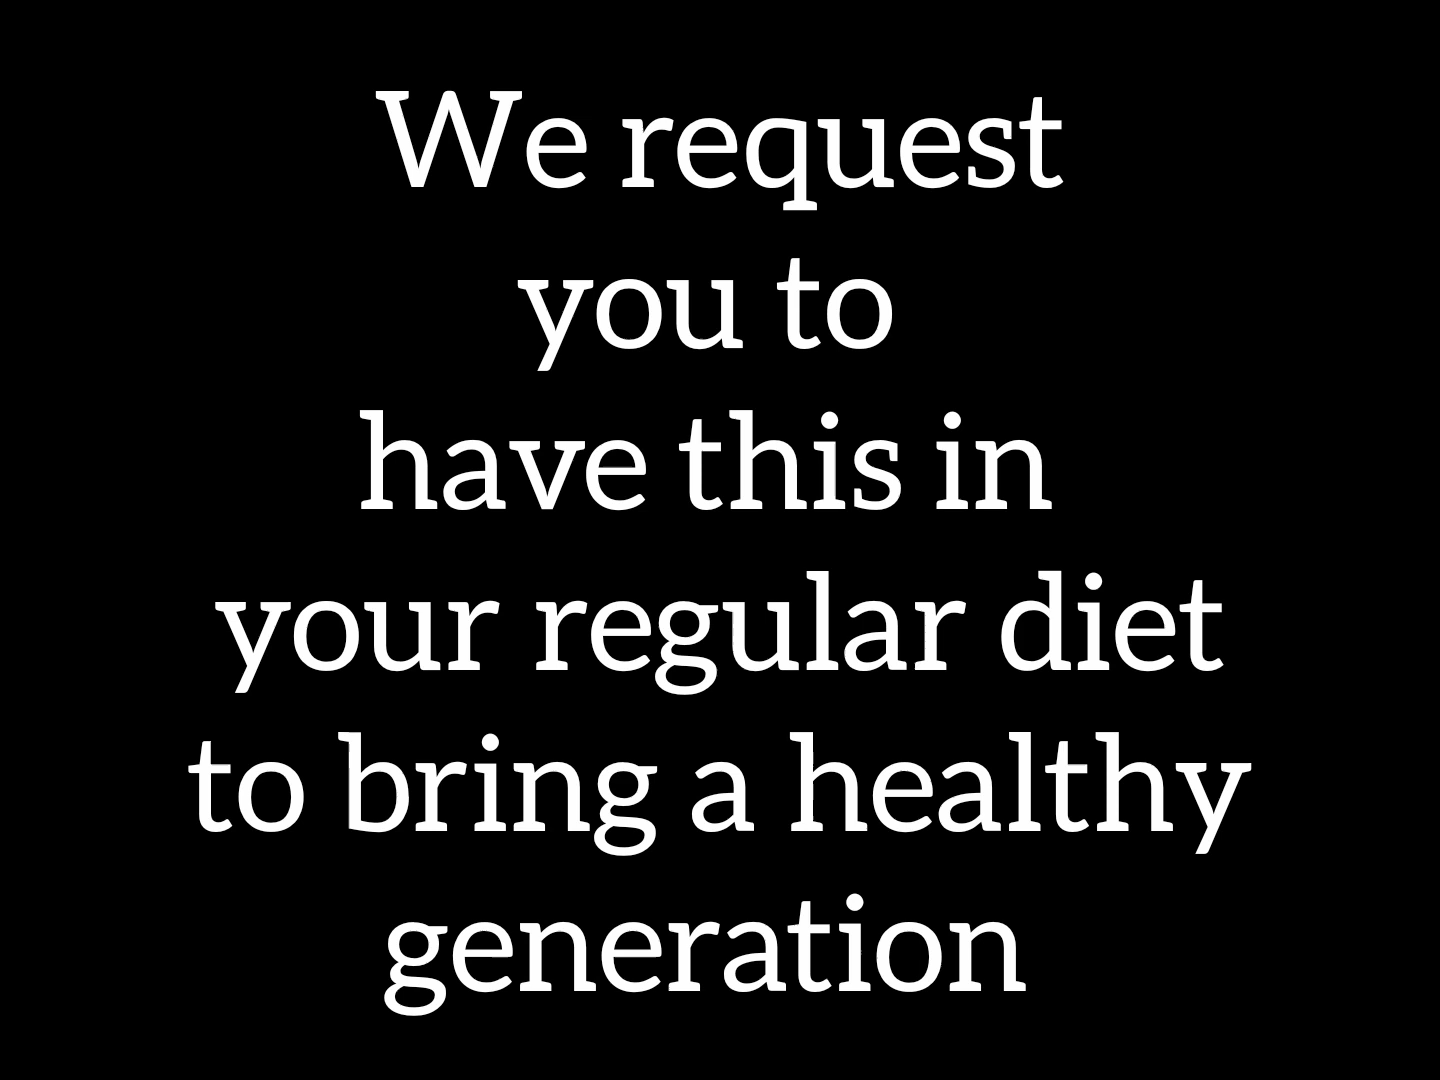 We request
you to
have this in
your regular diet
to bring a healthy
generation